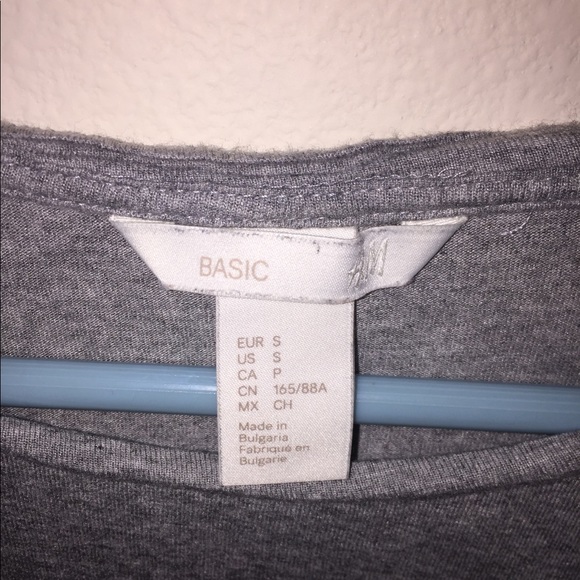 BASIC
H&M
EUR S
US S
CA P
CN 165/88A
MX CH
Made in
Bulgaria
Fabriqué en
Bulgarie